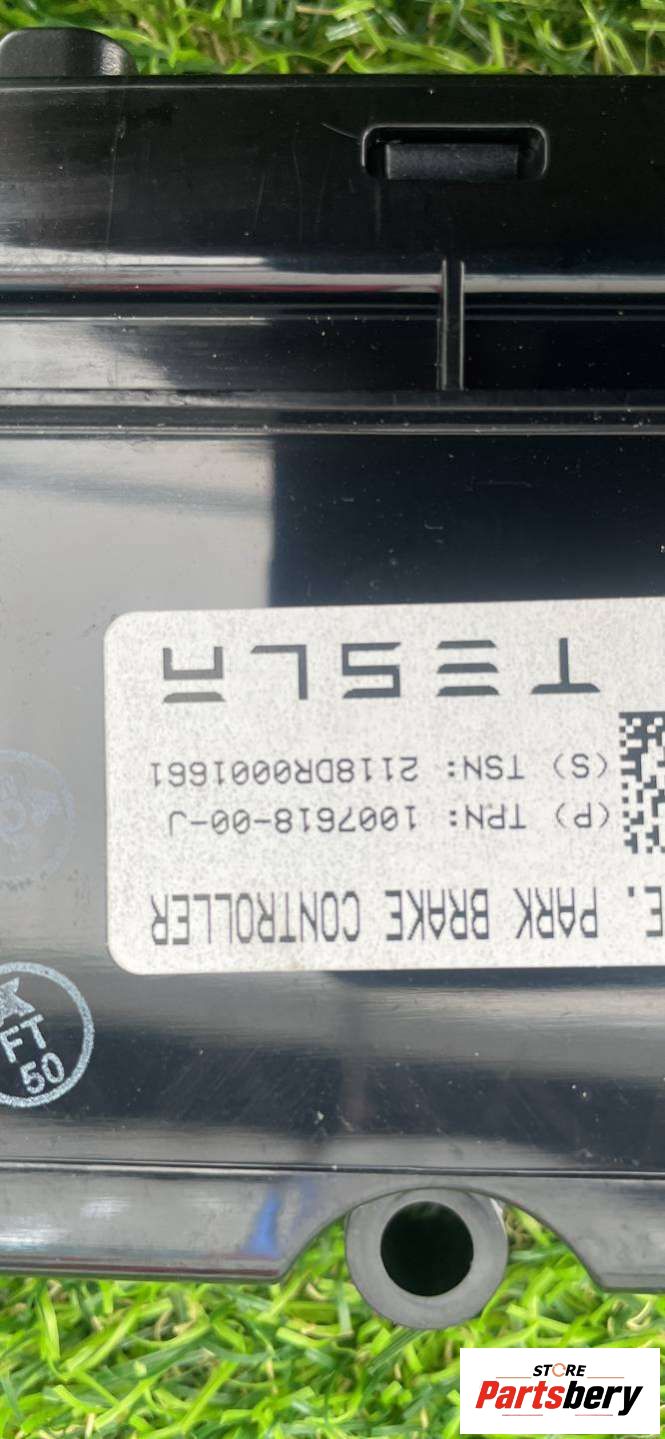 TESLA
(S) TSN: 2118DR0001661
(P) TPN: 1007618-00-J
E. PARK BRAKE CONTROLLER
FT
50
STORE
Partsbery